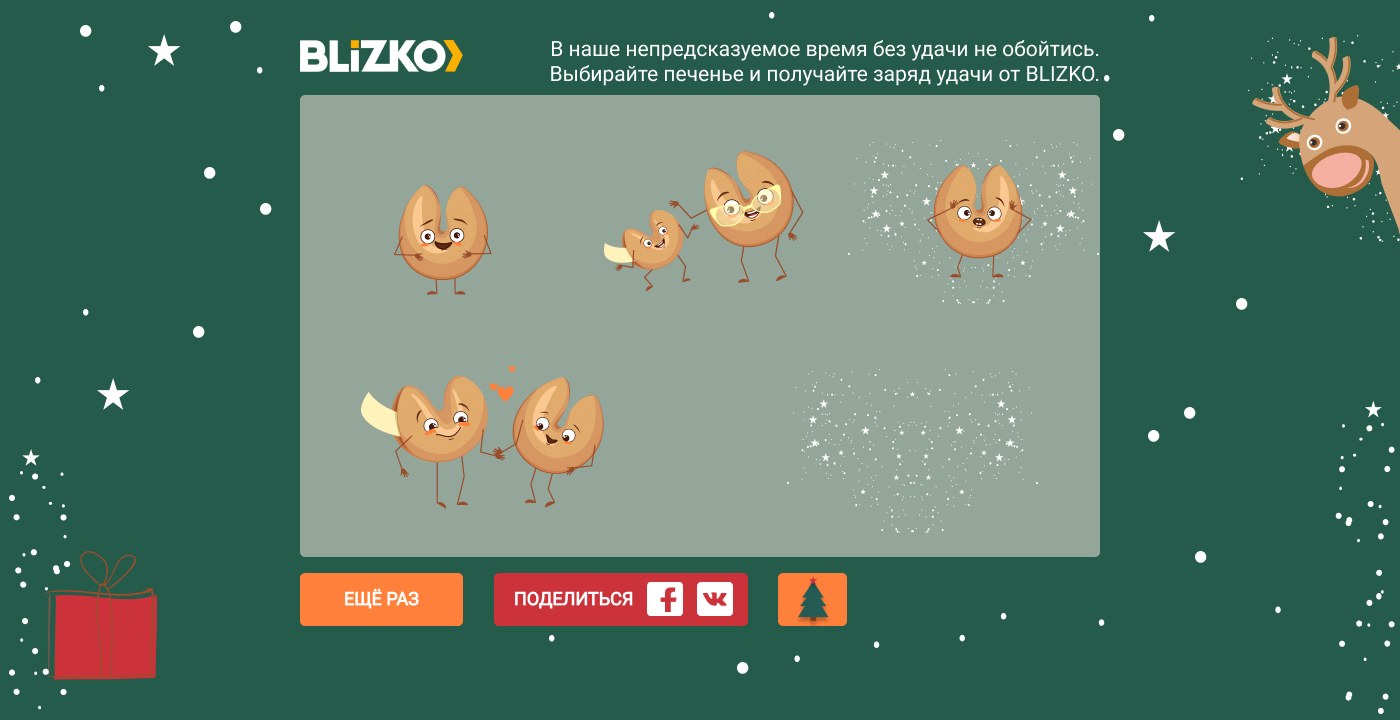 BLiZKO
В наше непредсказуемое время без удачи не обойтись.
Выбирайте печенье и получайте заряд удачи от BLIZKO.
ЕЩЁ РАЗ
ПОДЕЛИТЬСЯ